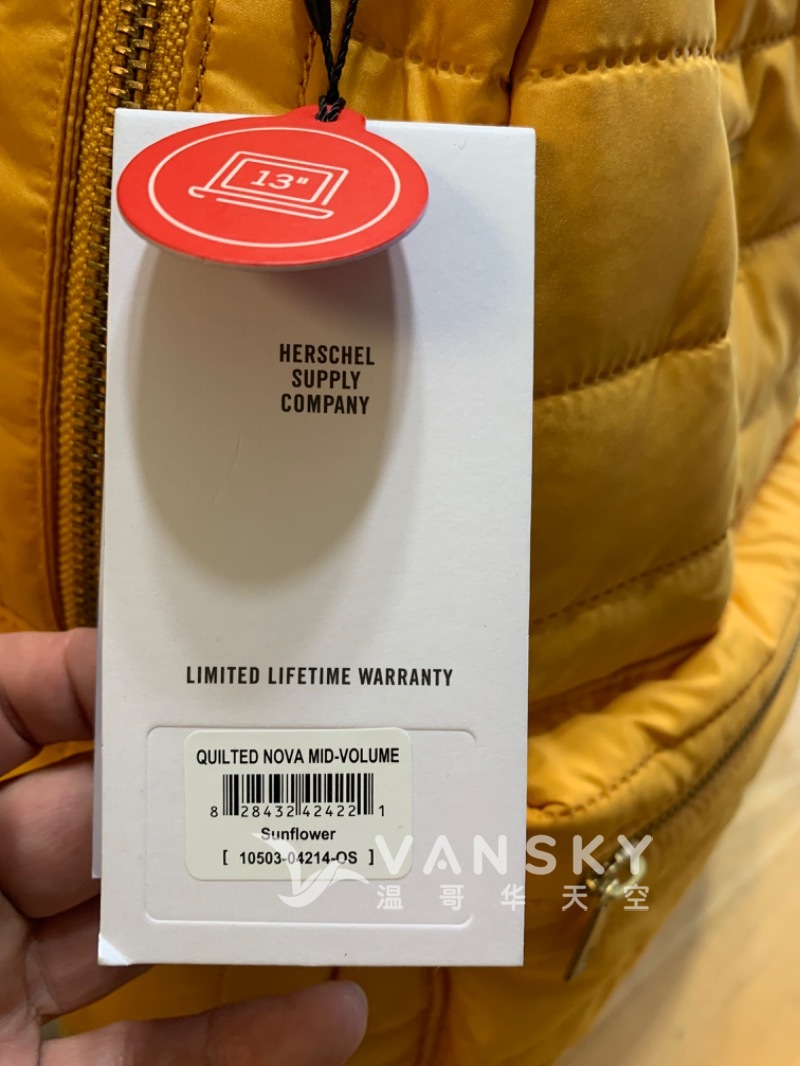 13"
HERSCHEL
SUPPLY
COMPANY
LIMITED LIFETIME WARRANTY
QUILTED NOVA MID-VOLUME
8 28432 42422 1
Sunflower
[ 10503-04214-OS ]
VANSKY
温哥华天空